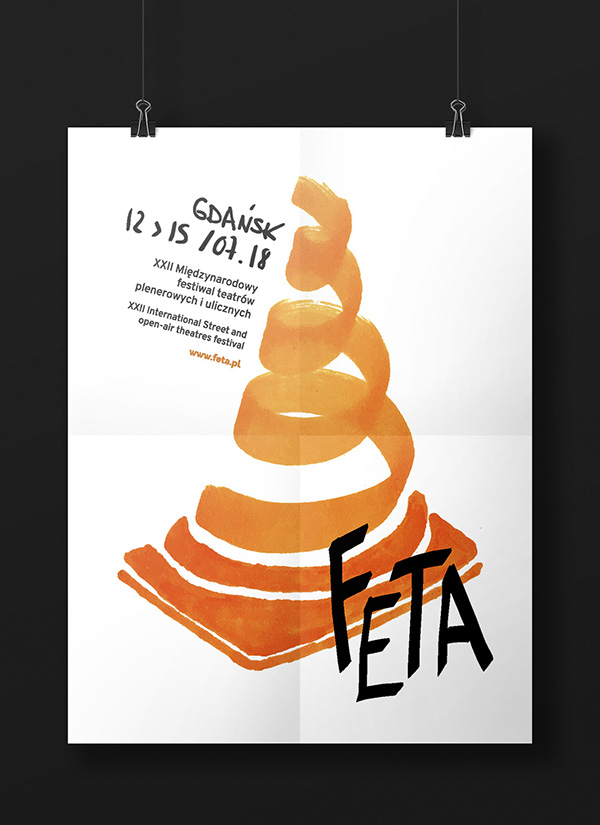 GDAŃSK
12 > 15 /07.18
XXII Międzynarodowy
festiwal teatrów
plenerowych i ulicznych
XXII International Street and
open-air theatres festival
www.feta.pl
FETA